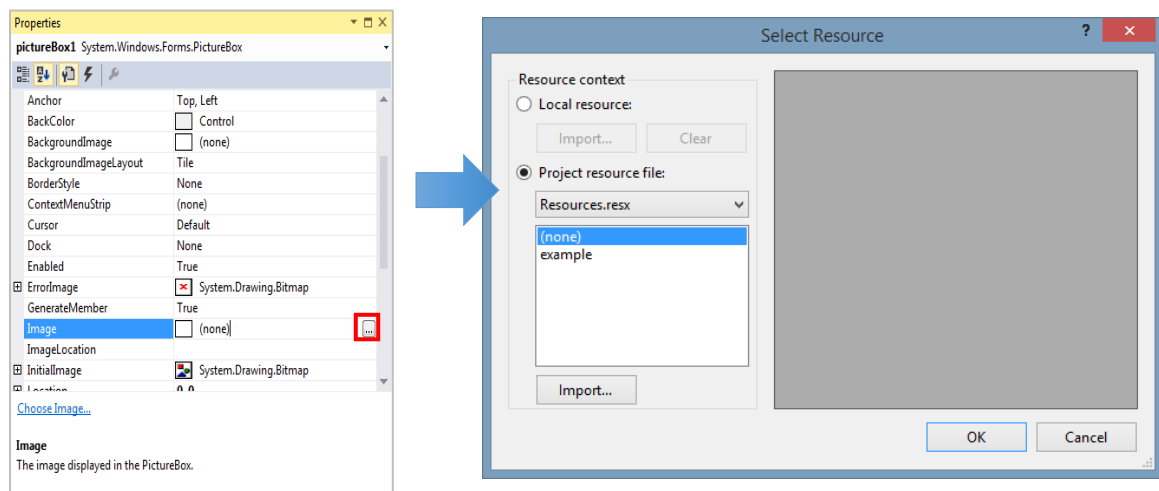 Properties
pictureBox1 System.Windows.Forms.PictureBox
Anchor Top, Left
BackColor Control
BackgroundImage (none)
BackgroundImageLayout Tile
BorderStyle None
ContextMenuStrip (none)
Cursor Default
Dock None
Enabled True
ErrorImage System.Drawing.Bitmap
GenerateMember True
Image (none)
...
ImageLocation
InitialImage System.Drawing.Bitmap
Location 0, 0
Choose Image...
Image
The image displayed in the PictureBox.
Select Resource
?
Resource context
Local resource:
Import... Clear
Project resource file:
Resources.resx
(none)
example
Import...
OK Cancel